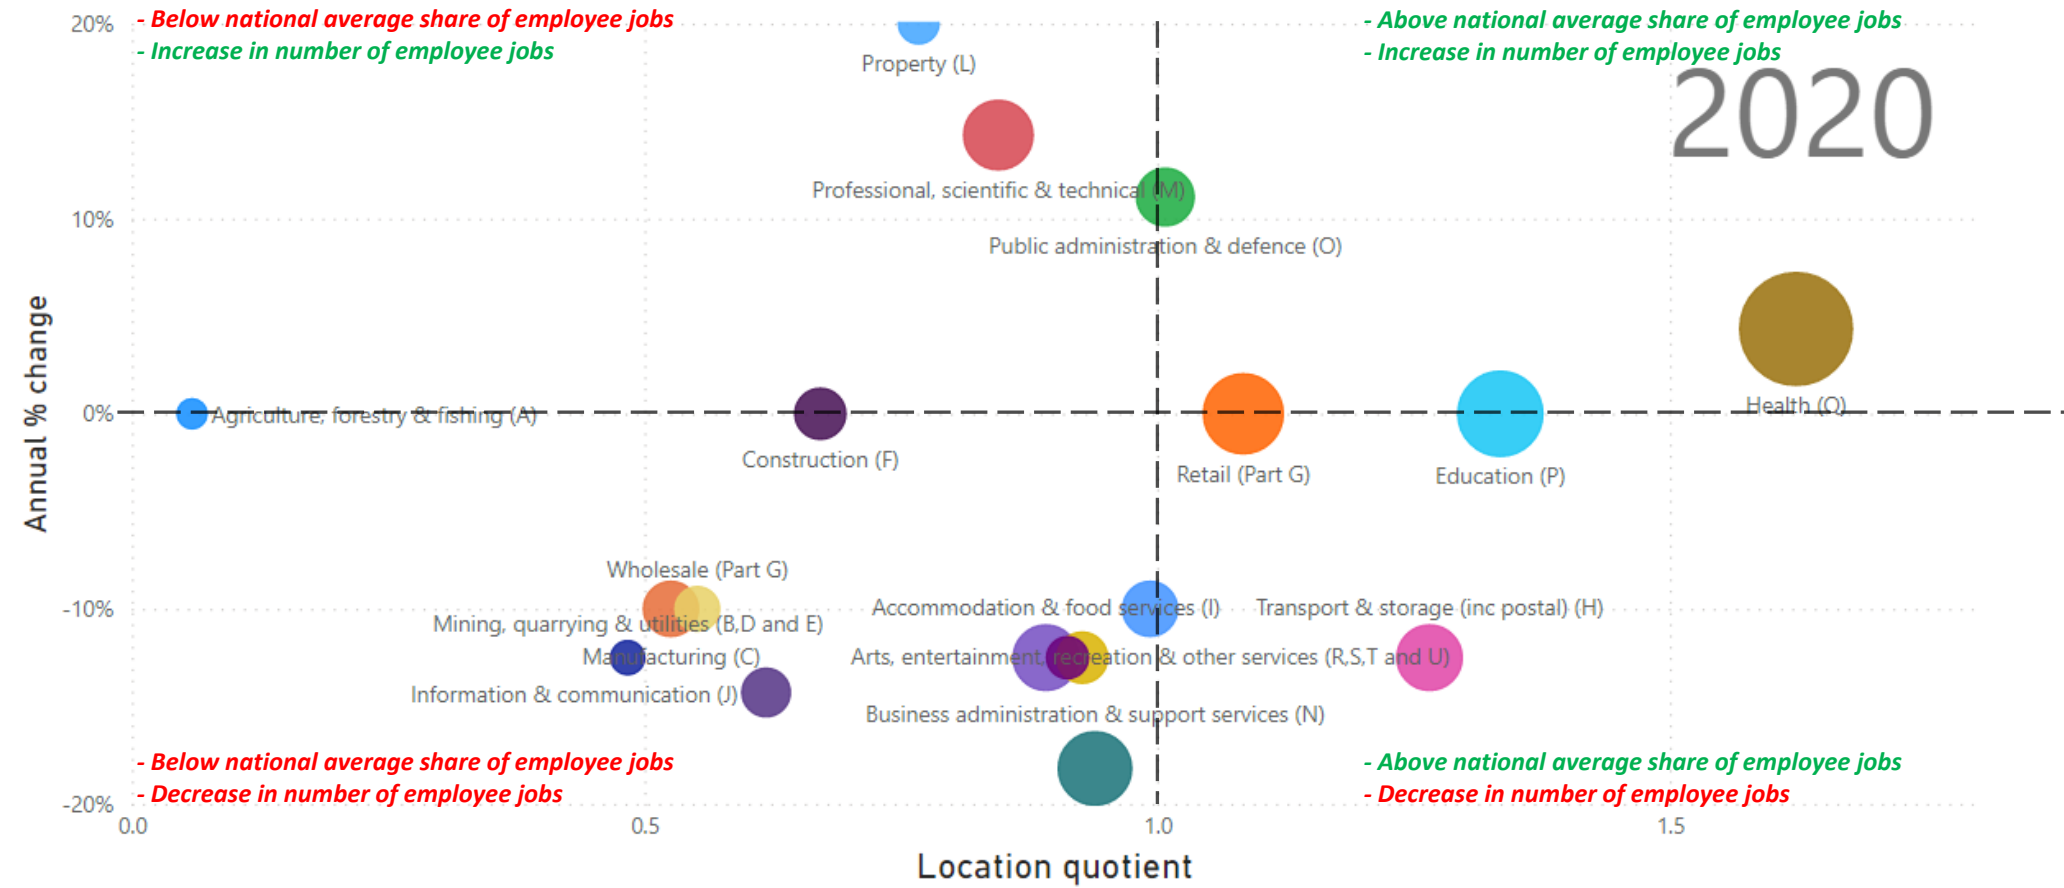 20%
- Below national average share of employee jobs
- Increase in number of employee jobs
- Above national average share of employee jobs
- Increase in number of employee jobs
Property (L)
2020
Professional, scientific & technical (M)
10%
Public administration & defence (O)
Annual % change
0%
Agriculture, forestry & fishing (A)
Health (Q)
Construction (F)
Retail (Part G)
Education (P)
Wholesale (Part G)
-10%
Accommodation & food services (I)
Transport & storage (inc postal) (H)
Mining, quarrying & utilities (B,D and E)
Manufacturing (C)
Arts, entertainment, recreation & other services (R,S,T and U)
Information & communication (J)
Business administration & support services (N)
- Below national average share of employee jobs
- Decrease in number of employee jobs
- Above national average share of employee jobs
- Decrease in number of employee jobs
-20%
0.0
0.5
1.0
1.5
Location quotient